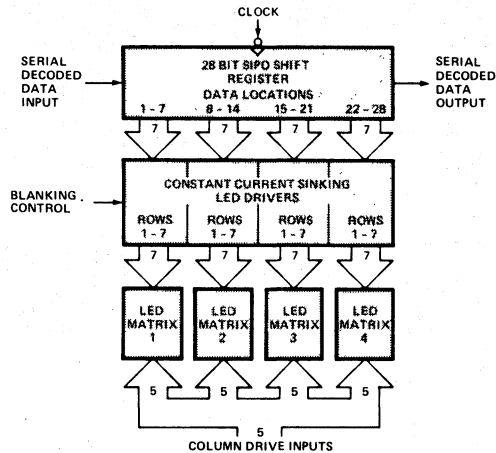 CLOCK
SERIAL
DECODED
DATA
INPUT
28 BIT SIPO SHIFT
REGISTER
DATA LOCATIONS
1 - 7 8 - 14 15 - 21 22 - 28
SERIAL
DECODED
DATA
OUTPUT
7 7 7 7
BLANKING
CONTROL
CONSTANT CURRENT SINKING
LED DRIVERS
ROWS ROWS ROWS ROWS
1 - 7 1 - 7 1 - 7 1 - 7
7 7 7 7
LED
MATRIX
1
LED
MATRIX
2
LED
MATRIX
3
LED
MATRIX
4
5 5 5 5
5
COLUMN DRIVE INPUTS